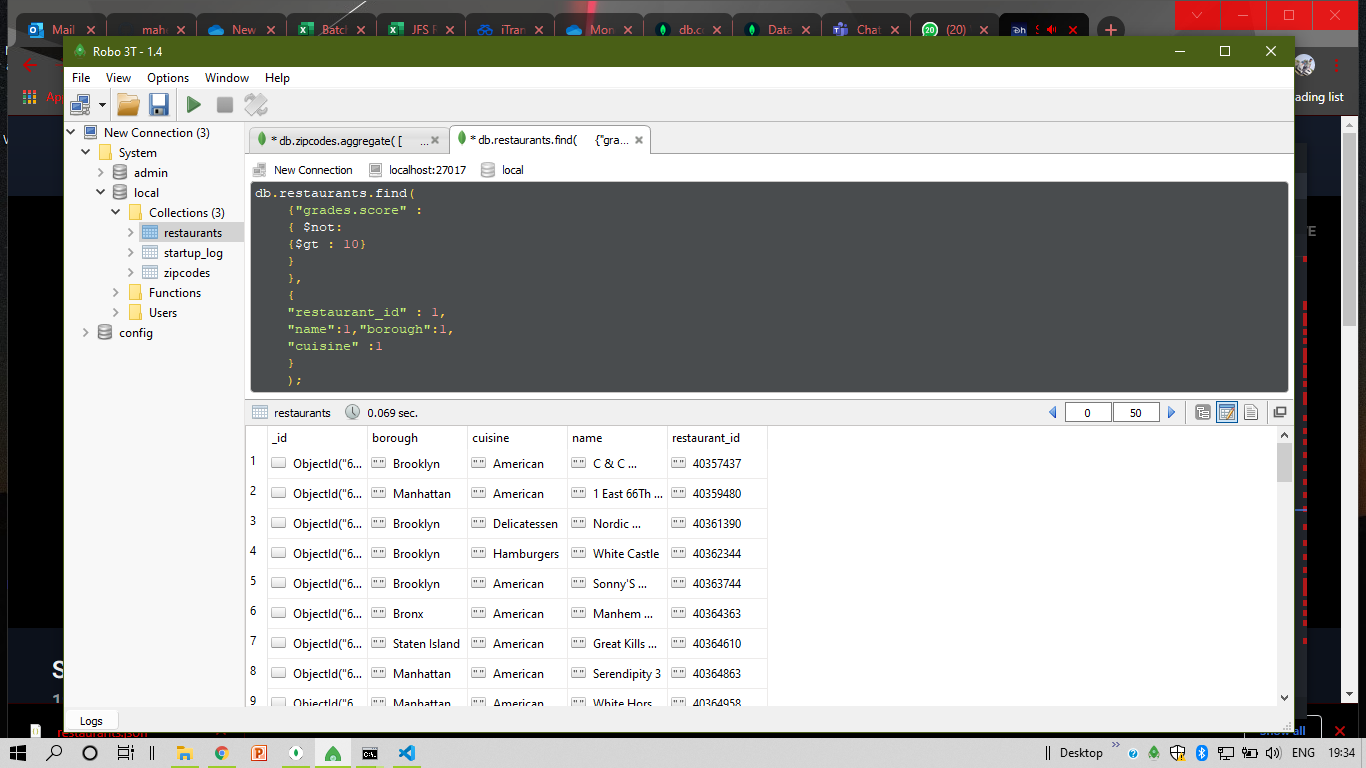 Mail
mah
New
Batch
JFS F
iTran
Mon
db.c
Data
Chat
20 (20)
Robo 3T - 1.4
File View Options Window Help
ading list
New Connection (3)
System
admin
local
Collections (3)
restaurants
startup_log
zipcodes
Functions
Users
config
* db.zipcodes.aggregate( [ ...
* db.restaurants.find( {"gra...
New Connection localhost:27017 local
db.restaurants.find(
{"grades.score" :
{ $not:
{$gt : 10}
}
},
{
"restaurant_id" : 1,
"name":1,"borough":1,
"cuisine" :1
}
);
restaurants 0.069 sec. 0 50
_id borough cuisine name restaurant_id
1 ObjectId("6... Brooklyn American C & C ... 40357437
2 ObjectId("6... Manhattan American 1 East 66Th ... 40359480
3 ObjectId("6... Brooklyn Delicatessen Nordic ... 40361390
4 ObjectId("6... Brooklyn Hamburgers White Castle 40362344
5 ObjectId("6... Brooklyn American Sonny'S ... 40363744
6 ObjectId("6... Bronx American Manhem ... 40364363
7 ObjectId("6... Staten Island American Great Kills ... 40364610
8 ObjectId("6... Manhattan American Serendipity 3 40364863
9 ObjectId("6... Manhattan American White Hors... 40364958
Logs
restaurants.json
Show all
Desktop ENG 19:34